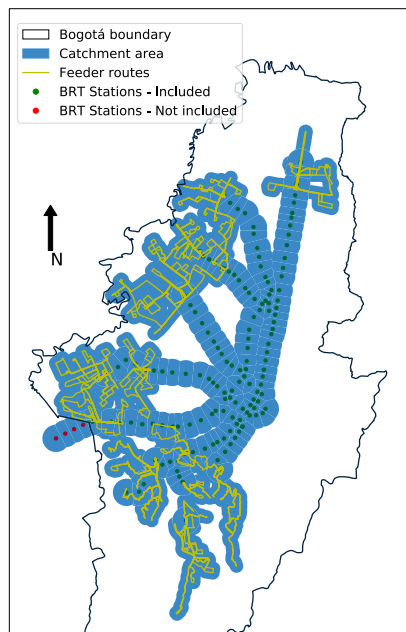 Bogotá boundary
Catchment area
Feeder routes
BRT Stations - Included
BRT Stations - Not included
N